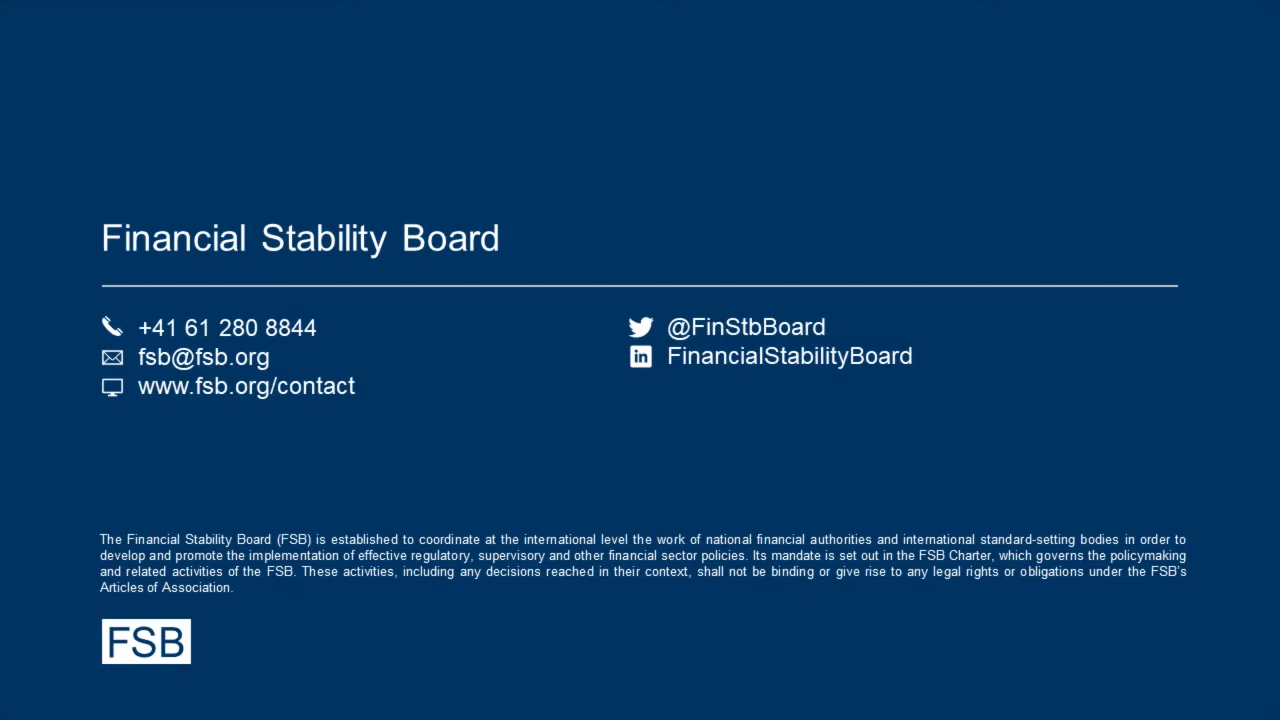 Financial Stability Board
+41 61 280 8844
fsb@fsb.org
www.fsb.org/contact
@FinStbBoard
FinancialStabilityBoard
The Financial Stability Board (FSB) is established to coordinate at the international level the work of national financial authorities and international standard-setting bodies in order to
develop and promote the implementation of effective regulatory, supervisory and other financial sector policies. Its mandate is set out in the FSB Charter, which governs the policymaking
and related activities of the FSB. These activities, including any decisions reached in their context, shall not be binding or give rise to any legal rights or obligations under the FSB's
Articles of Association.
FSB